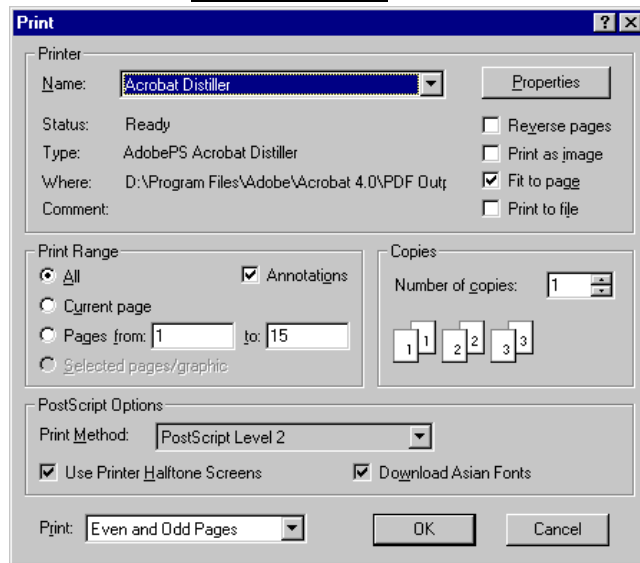 Print
Printer
Name: Acrobat Distiller Properties
Status: Ready Reverse pages
Type: AdobePS Acrobat Distiller Print as image
Where: D:\Program Files\Adobe\Acrobat 4.0\PDF Outp Fit to page
Comment: Print to file
Print Range
All Annotations
Current page
Pages from: 1 to: 15
Selected pages/graphic
Copies
Number of copies: 1
1 1 2 2 3 3
PostScript Options
Print Method: PostScript Level 2
Use Printer Halftone Screens Download Asian Fonts
Print: Even and Odd Pages OK Cancel